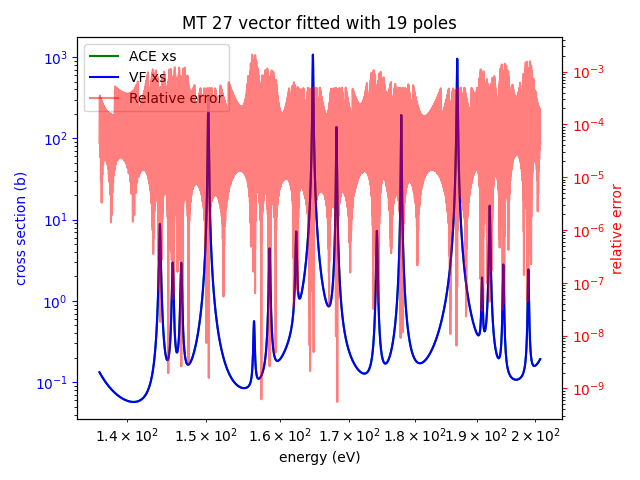 MT 27 vector fitted with 19 poles
ACE xs
VF xs
Relative error
10³
10²
10¹
10⁰
10⁻¹
cross section (b)
10⁻³
10⁻⁴
10⁻⁵
10⁻⁶
10⁻⁷
10⁻⁸
10⁻⁹
relative error
1.4 × 10² 1.5 × 10² 1.6 × 10² 1.7 × 10² 1.8 × 10² 1.9 × 10² 2 × 10²
energy (eV)